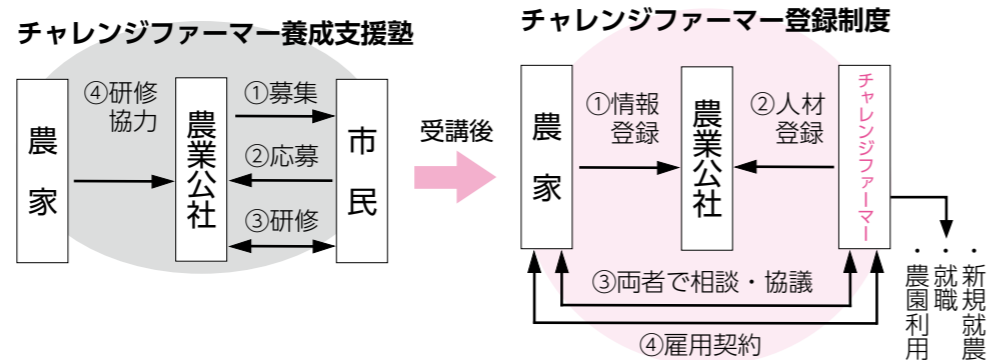 チャレンジファーマー養成支援塾
農家
④研修
協力
農業公社
①募集
②応募
③研修
市民
受講後
チャレンジファーマー登録制度
農家
①情報
登録
農業公社
②人材
登録
チャレンジファーマー
③両者で相談・協議
④雇用契約
・新規就農
・就職
・農園利用